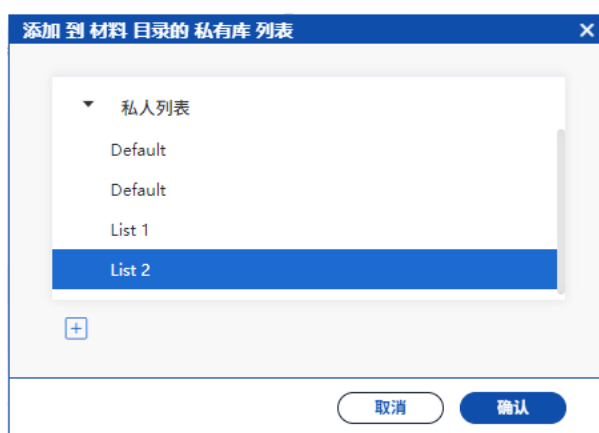 添加 到 材料 目录的 私有库 列表
私人列表
Default
Default
List 1
List 2
取消
确认